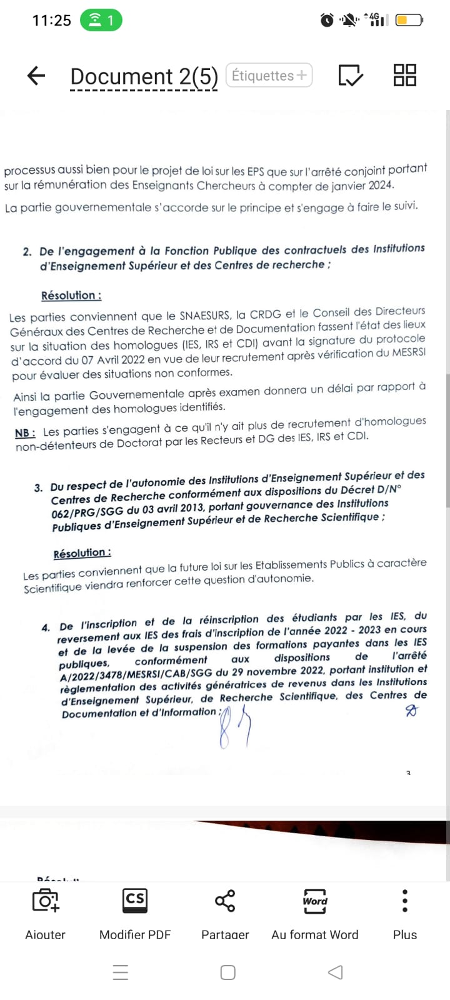 11:25
1
4G
Document 2(5)
Étiquettes+
processus aussi bien pour le projet de loi sur les EPS que sur l'arrêté conjoint portant
sur la rémunération des Enseignants Chercheurs à compter de janvier 2024.
La partie gouvernementale s'accorde sur le principe et s'engage à faire le suivi.
2. De l'engagement à la Fonction Publique des contractuels des Institutions
d'Enseignement Supérieur et des Centres de recherche ;
Résolution :
Les parties conviennent que le SNAESURS, la CRDG et le Conseil des Directeurs
Généraux des Centres de Recherche et de Documentation fassent l'état des lieux
sur la situation des homologues (IES, IRS et CDI) avant la signature du protocole
d'accord du 07 Avril 2022 en vue de leur recrutement après vérification du MESRSI
pour évaluer des situations non conformes.
Ainsi la partie Gouvernementale après examen donnera un délai par rapport à
l'engagement des homologues identifiés.
NB : Les parties s'engagent à ce qu'il n'y ait plus de recrutement d'homologues
non-détenteurs de Doctorat par les Recteurs et DG des IES, IRS et CDI.
3. Du respect de l'autonomie des Institutions d'Enseignement Supérieur et des
Centres de Recherche conformément aux dispositions du Décret D/N°
062/PRG/SGG du 03 avril 2013, portant gouvernance des Institutions
Publiques d'Enseignement Supérieur et de Recherche Scientifique ;
Résolution :
Les parties conviennent que la future loi sur les Etablissements Publics à caractère
Scientifique viendra renforcer cette question d'autonomie.
4. De l'inscription et de la réinscription des étudiants par les IES, du
reversement aux IES des frais d'inscription de l'année 2022 - 2023 en cours
et de la levée de la suspension des formations payantes dans les IES
publiques, conformément aux dispositions de l'arrêté
A/2022/3478/MESRSI/CAB/SGG du 29 novembre 2022, portant institution et
règlementation des activités génératrices de revenus dans les Institutions
d'Enseignement Supérieur, de Recherche Scientifique, des Centres de
Documentation et d'Information ;
3
CS
Word
Ajouter
Modifier PDF
Partager
Au format Word
Plus